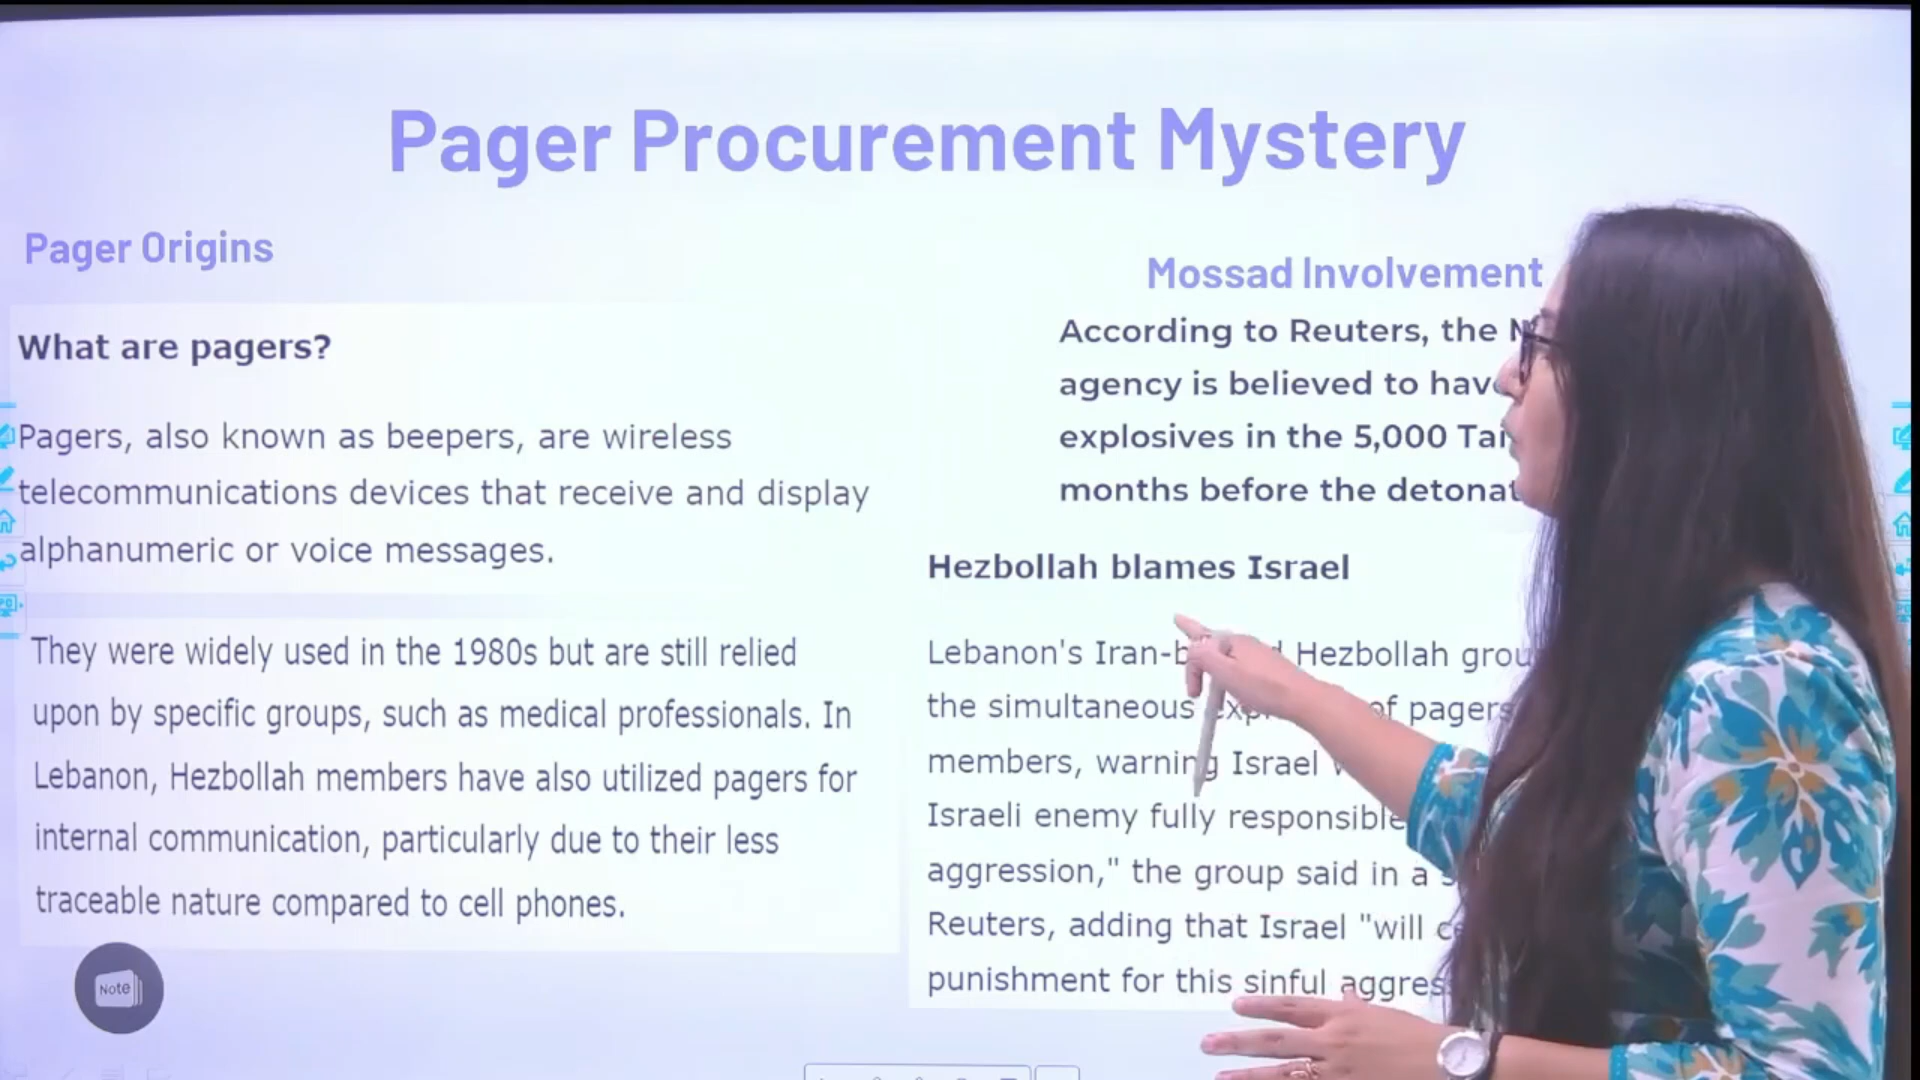 Pager Procurement Mystery
Pager Origins
What are pagers?
Pagers, also known as beepers, are wireless
telecommunications devices that receive and display
alphanumeric or voice messages.
They were widely used in the 1980s but are still relied
upon by specific groups, such as medical professionals. In
Lebanon, Hezbollah members have also utilized pagers for
internal communication, particularly due to their less
traceable nature compared to cell phones.
Note
Mossad Involvement
According to Reuters, the
agency is believed to
explosives in the 5,000
months before the
Hezbollah blames Israel
Lebanon's Hezbollah
the simultaneous of pagers
members, warning Israel
Israeli enemy fully responsible
aggression," the group said in a
Reuters, adding that Israel "will
punishment for this sinful